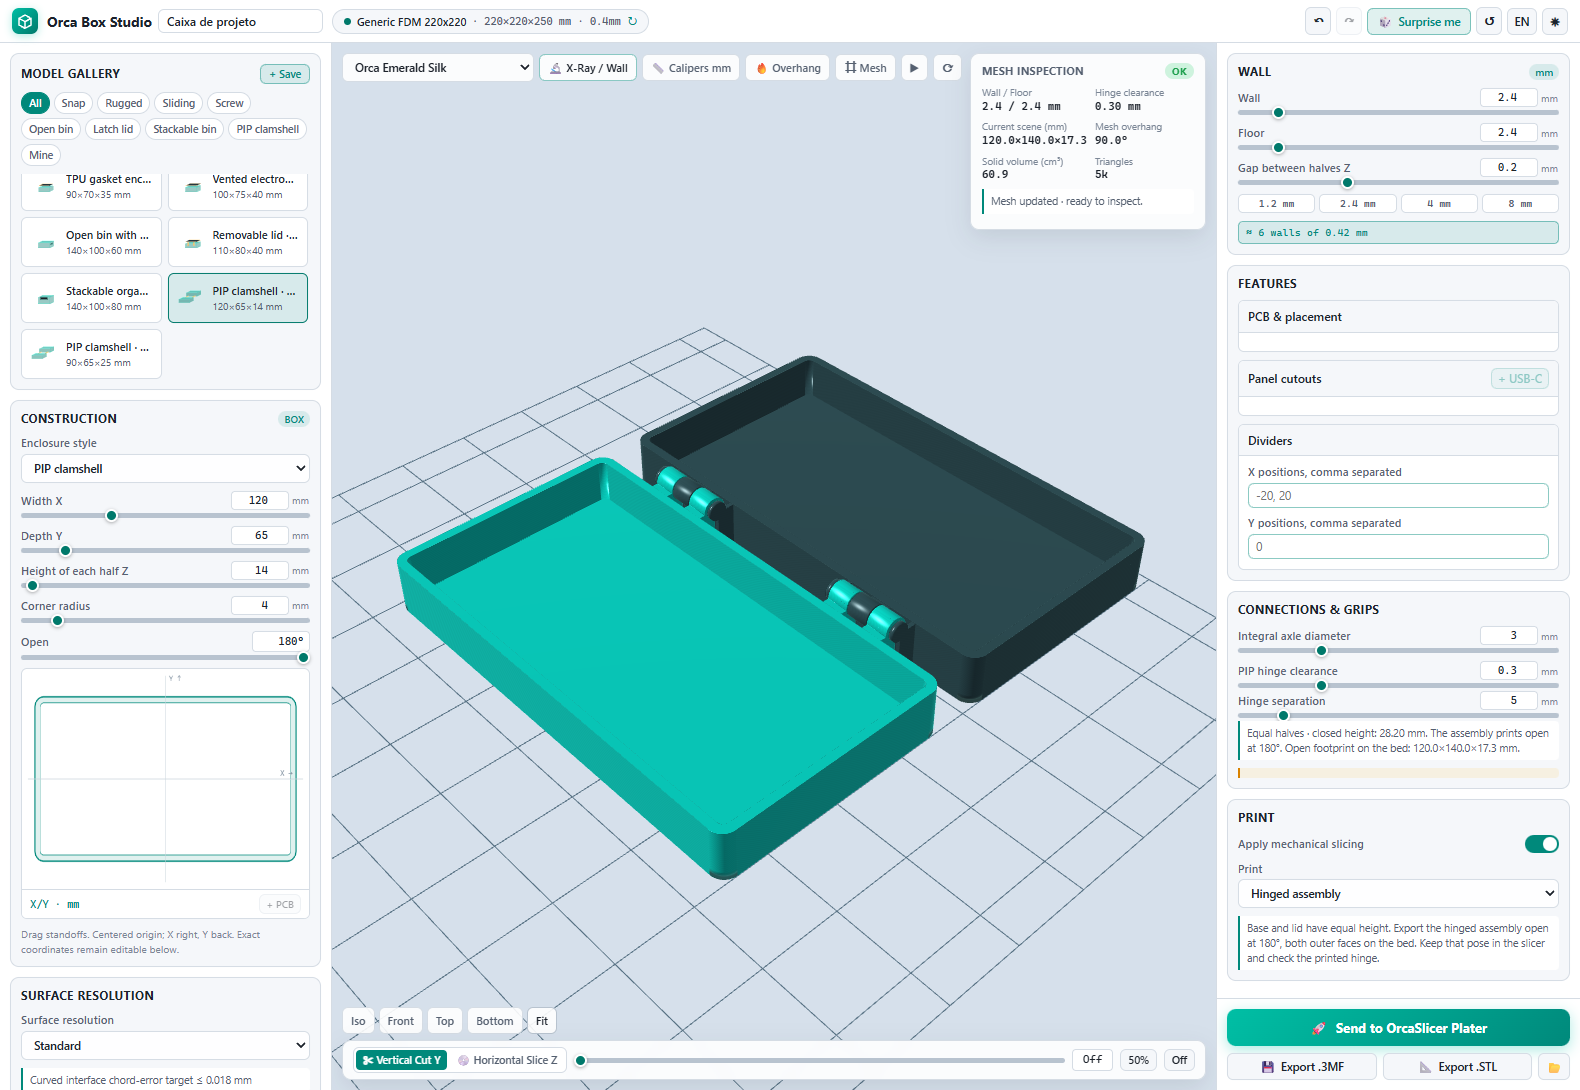 Orca Box Studio
Caixa de projeto
Generic FDM 220x220 · 220×220×250 mm · 0.4mm ↻
Surprise me
EN
MODEL GALLERY
+ Save
All
Snap
Rugged
Sliding
Screw
Open bin
Latch lid
Stackable bin
PIP clamshell
Mine
TPU gasket enc...
90×70×35 mm
Vented electro...
100×75×40 mm
Open bin with ...
140×100×60 mm
Removable lid ·...
110×80×40 mm
Stackable orga...
140×100×80 mm
PIP clamshell · ...
120×65×14 mm
PIP clamshell · ...
90×65×25 mm
CONSTRUCTION
BOX
Enclosure style
PIP clamshell
Width X
120 mm
Depth Y
65 mm
Height of each half Z
14 mm
Corner radius
4 mm
Open
180°
Y ↑
X →
X/Y · mm
+ PCB
Drag standoffs. Centered origin; X right, Y back. Exact
coordinates remain editable below.
SURFACE RESOLUTION
Surface resolution
Standard
Curved interface chord-error target ≤ 0.018 mm
Orca Emerald Silk
X-Ray / Wall
Calipers mm
Overhang
Mesh
MESH INSPECTION
OK
Wall / Floor
2.4 / 2.4 mm
Hinge clearance
0.30 mm
Current scene (mm)
120.0×140.0×17.3
Mesh overhang
90.0°
Solid volume (cm³)
60.9
Triangles
5k
Mesh updated · ready to inspect.
Iso
Front
Top
Bottom
Fit
Vertical Cut Y
Horizontal Slice Z
Off
50%
Off
WALL
mm
Wall
2.4 mm
Floor
2.4 mm
Gap between halves Z
0.2 mm
1.2 mm
2.4 mm
4 mm
8 mm
≈ 6 walls of 0.42 mm
FEATURES
PCB & placement
Panel cutouts
+ USB-C
Dividers
X positions, comma separated
-20, 20
Y positions, comma separated
0
CONNECTIONS & GRIPS
Integral axle diameter
3 mm
PIP hinge clearance
0.3 mm
Hinge separation
5 mm
Equal halves · closed height: 28.20 mm. The assembly prints open
at 180°. Open footprint on the bed: 120.0×140.0×17.3 mm.
PRINT
Apply mechanical slicing
Print
Hinged assembly
Base and lid have equal height. Export the hinged assembly open
at 180°, both outer faces on the bed. Keep that pose in the slicer
and check the printed hinge.
Send to OrcaSlicer Plater
Export .3MF
Export .STL